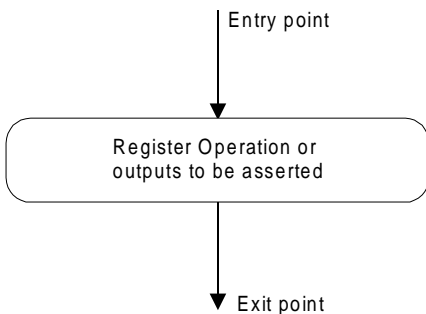 Entry point
Register Operation or
outputs to be asserted
Exit point